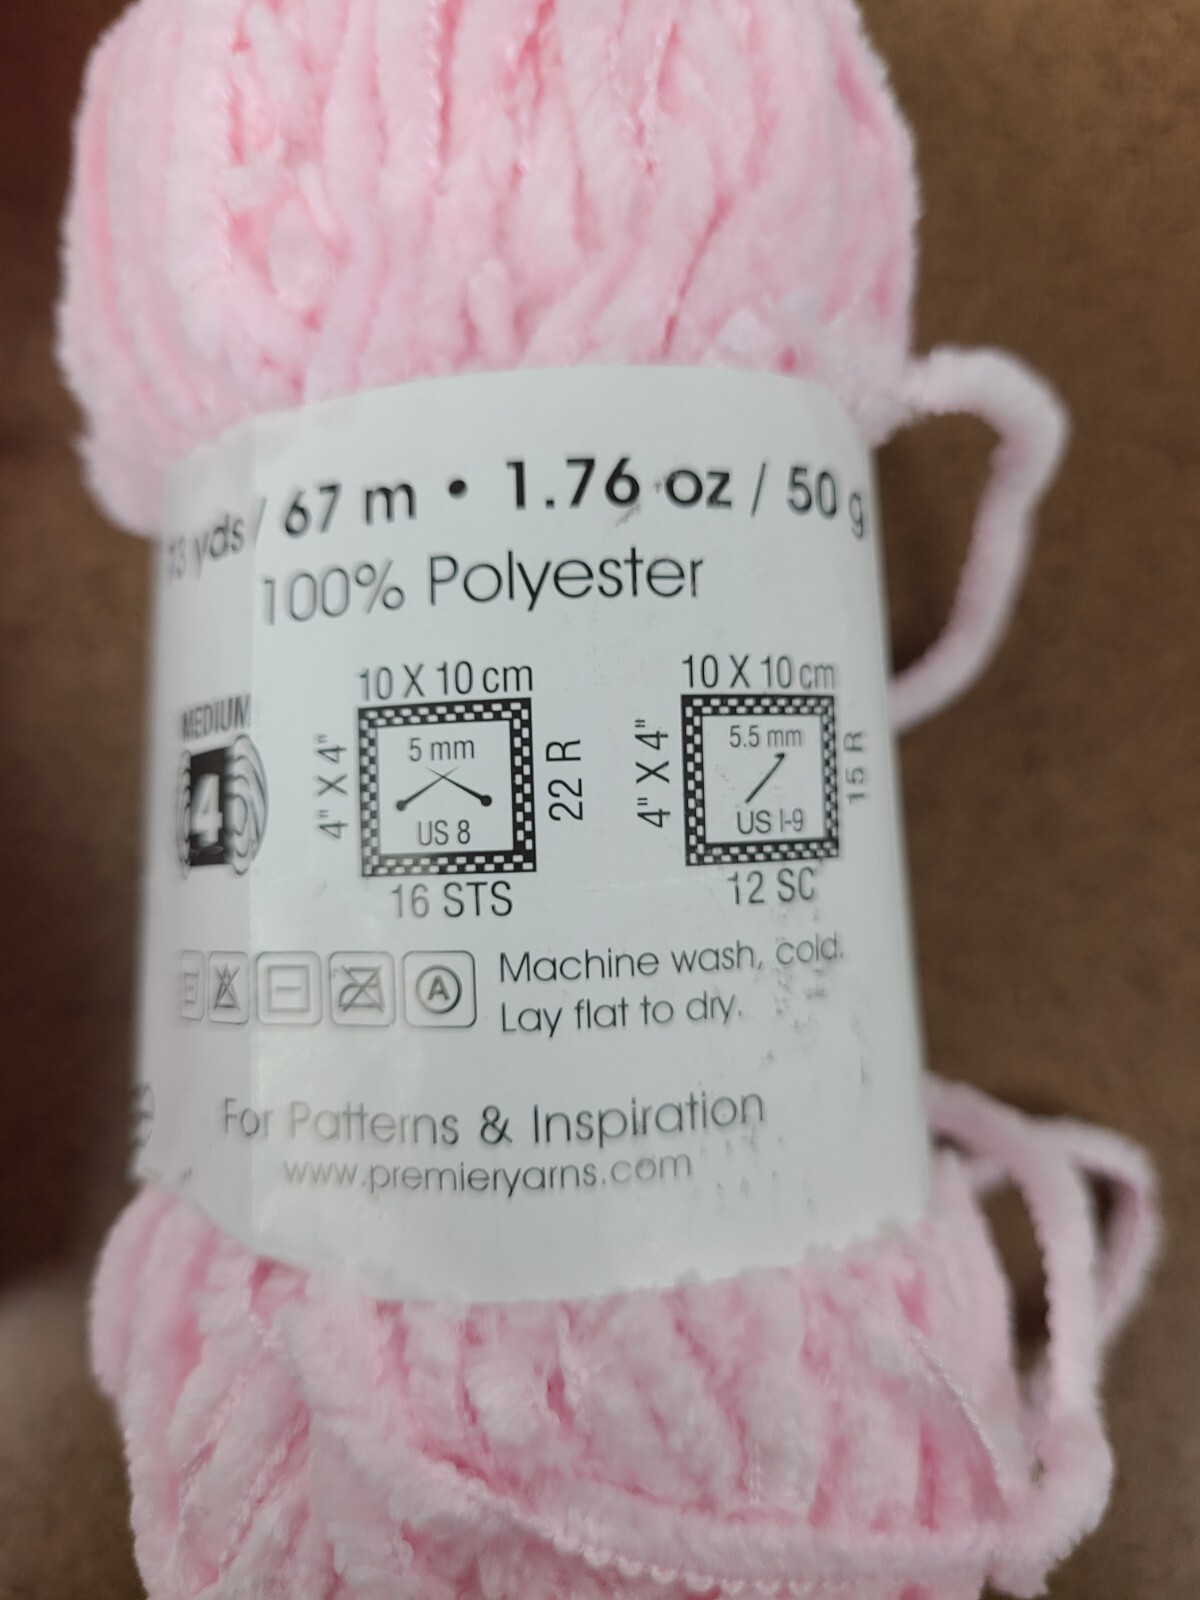 yds / 67 m • 1.76 oz / 50 g
100% Polyester
MEDIUM
4
10 X 10 cm
4" X 4"
5 mm
US 8
22 R
16 STS
10 X 10 cm
4" X 4"
5.5 mm
US I-9
15 R
12 SC
A
Machine wash, cold.
Lay flat to dry.
For Patterns & Inspiration
www.premieryarns.com